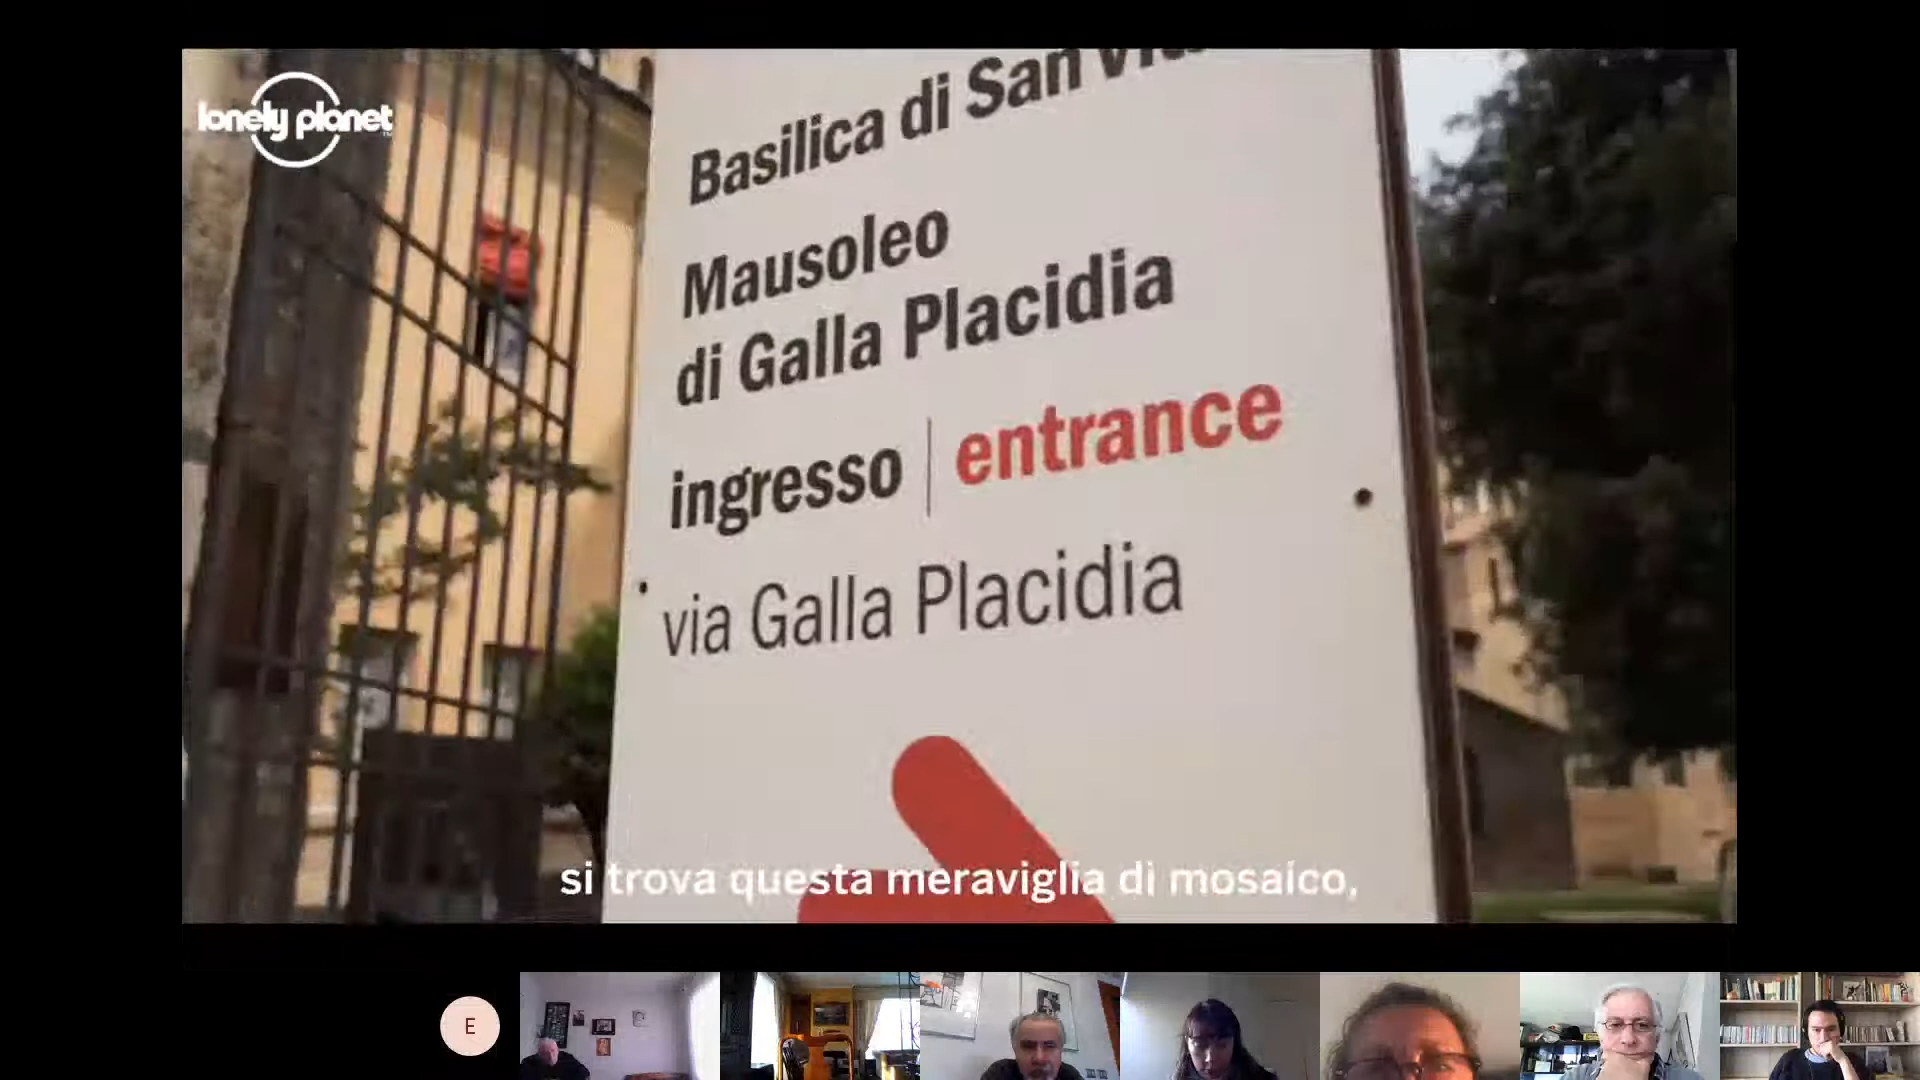 lonely planet
Basilica di San
Mausoleo
di Galla Placidia
ingresso | entrance
via Galla Placidia
si trova questa meraviglia di mosaico,
E